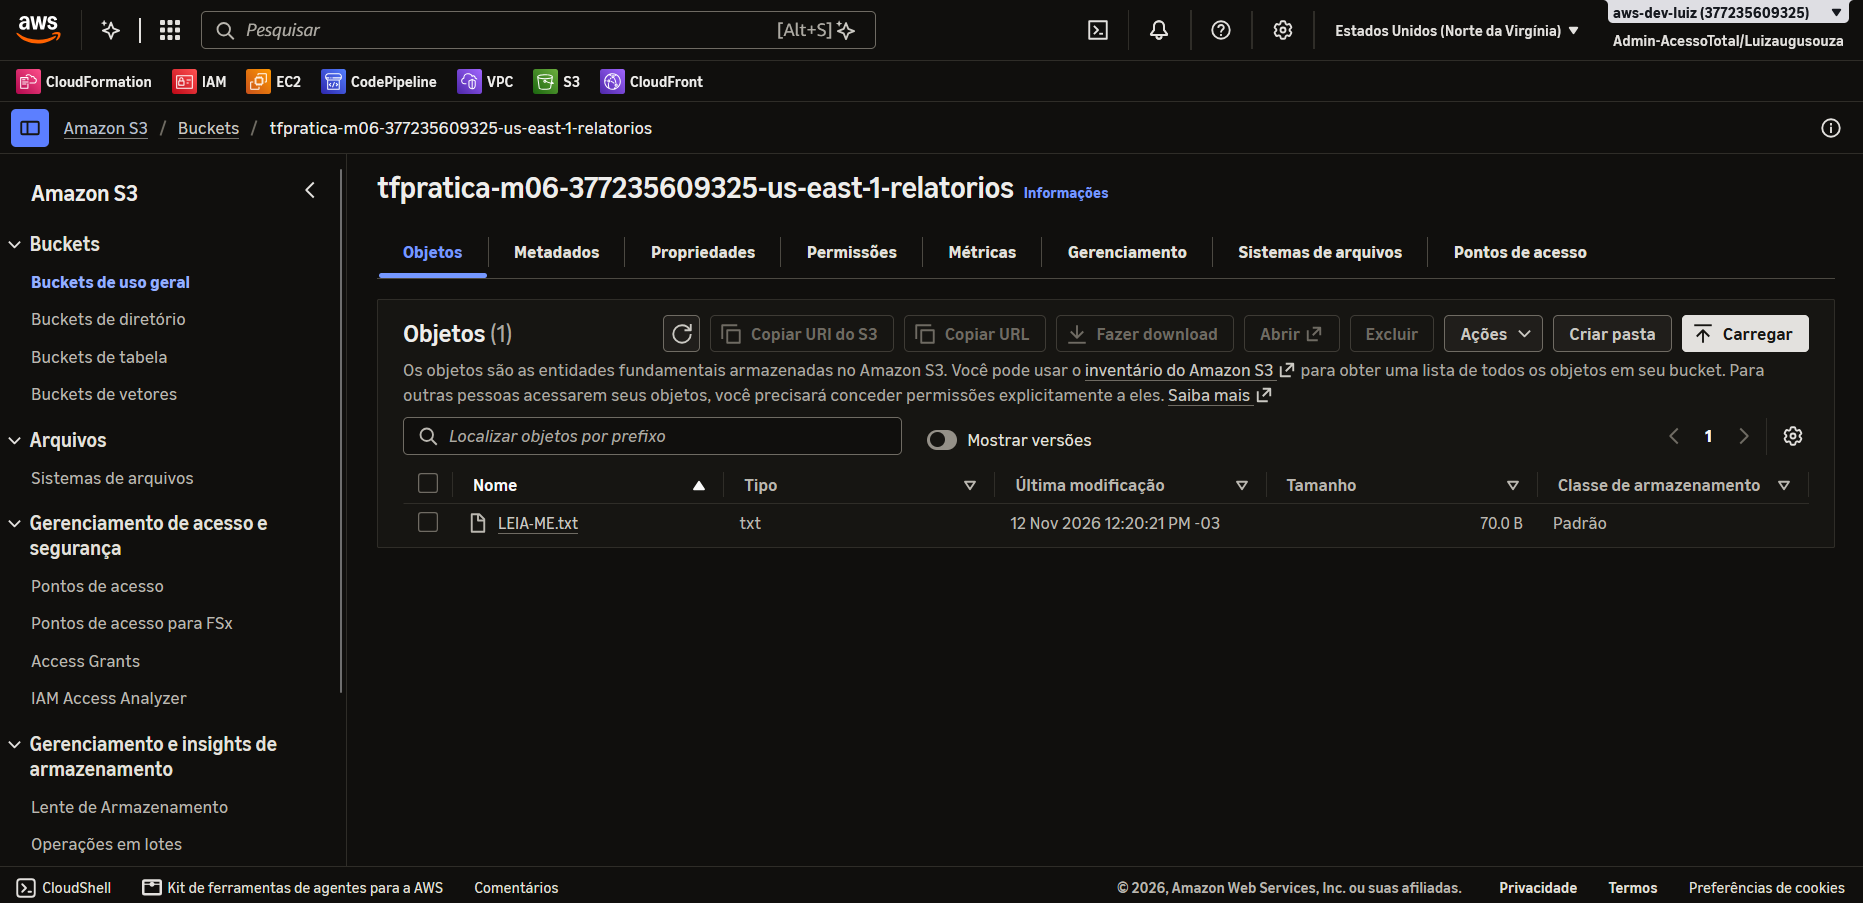 aws
Pesquisar [Alt+S]
Estados Unidos (Norte da Virgínia)
aws-dev-luiz (377235609325)
Admin-AcessoTotal/Luizaugusouza
CloudFormation IAM EC2 CodePipeline VPC S3 CloudFront
Amazon S3 / Buckets / tfpratica-m06-377235609325-us-east-1-relatorios
Amazon S3
Buckets
Buckets de uso geral
Buckets de diretório
Buckets de tabela
Buckets de vetores
Arquivos
Sistemas de arquivos
Gerenciamento de acesso e
segurança
Pontos de acesso
Pontos de acesso para FSx
Access Grants
IAM Access Analyzer
Gerenciamento e insights de
armazenamento
Lente de Armazenamento
Operações em lotes
tfpratica-m06-377235609325-us-east-1-relatorios Informações
Objetos Metadados Propriedades Permissões Métricas Gerenciamento Sistemas de arquivos Pontos de acesso
Objetos (1)
Copiar URI do S3 Copiar URL Fazer download Abrir Excluir Ações Criar pasta Carregar
Os objetos são as entidades fundamentais armazenadas no Amazon S3. Você pode usar o inventário do Amazon S3 para obter uma lista de todos os objetos em seu bucket. Para
outras pessoas acessarem seus objetos, você precisará conceder permissões explicitamente a eles. Saiba mais
Localizar objetos por prefixo
Mostrar versões
1
Nome Tipo Última modificação Tamanho Classe de armazenamento
LEIA-ME.txt txt 12 Nov 2026 12:20:21 PM -03 70.0 B Padrão
CloudShell Kit de ferramentas de agentes para a AWS Comentários
© 2026, Amazon Web Services, Inc. ou suas afiliadas. Privacidade Termos Preferências de cookies